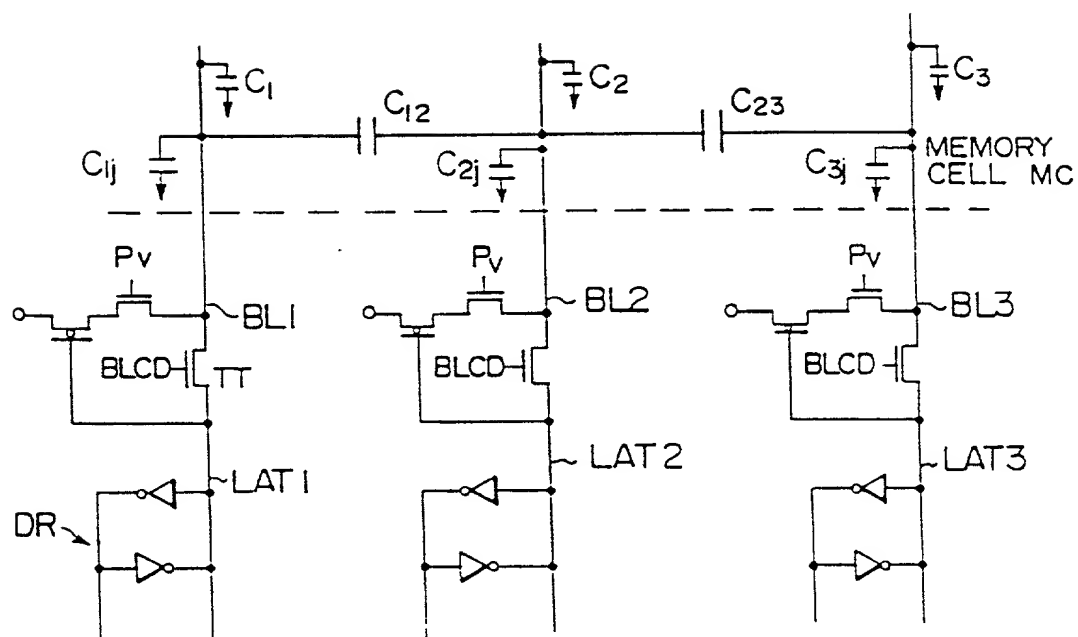 C1
C2
C3
C12
C23
C1j
C2j
C3j
MEMORY
CELL MC
Pv
Pv
Pv
BL1
BL2
BL3
BLCD
TT
BLCD
BLCD
LAT1
LAT2
LAT3
DR